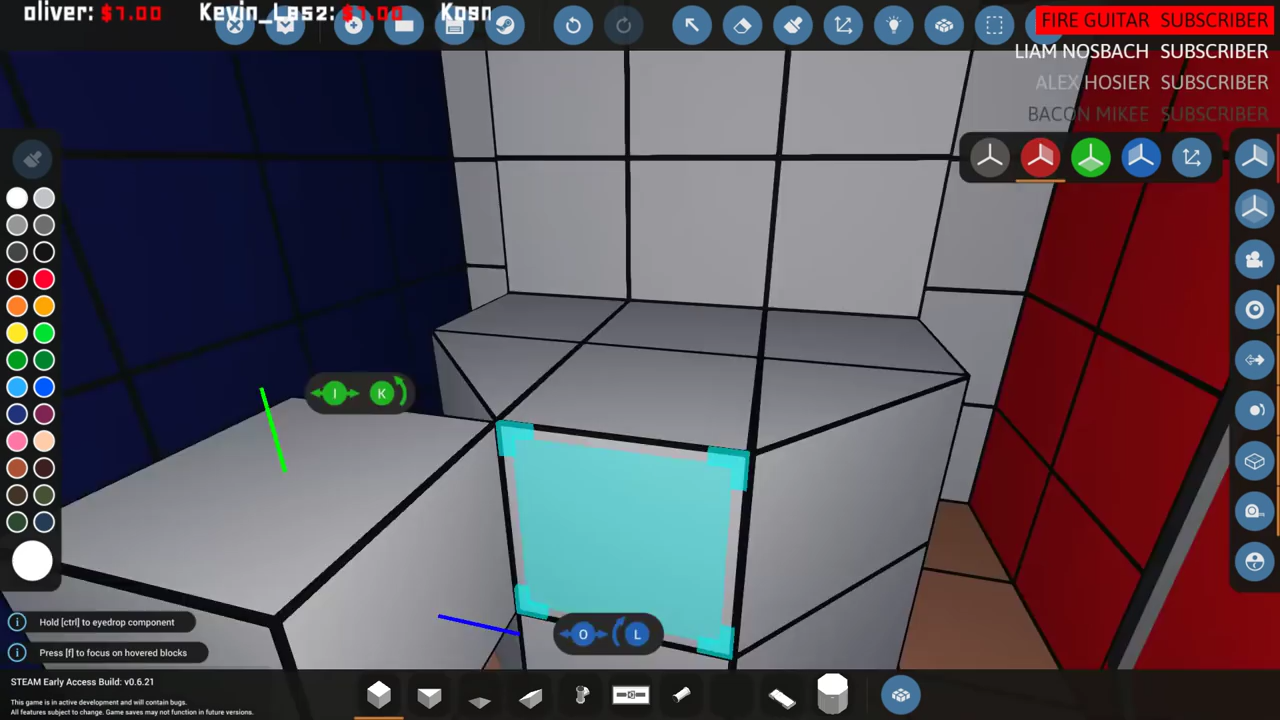 oliver: $1.00 Kevin_Lasz: $1.00 Kosn
FIRE GUITAR SUBSCRIBER
LIAM NOSBACH SUBSCRIBER
ALEX HOSIER SUBSCRIBER
BACON MIKEE SUBSCRIBER
I K
O L
Hold [ctrl] to eyedrop component
Press [f] to focus on hovered blocks
STEAM Early Access Build: v0.6.21
This game is in active development and will contain bugs.
All features subject to change. Game saves may not function in future versions.